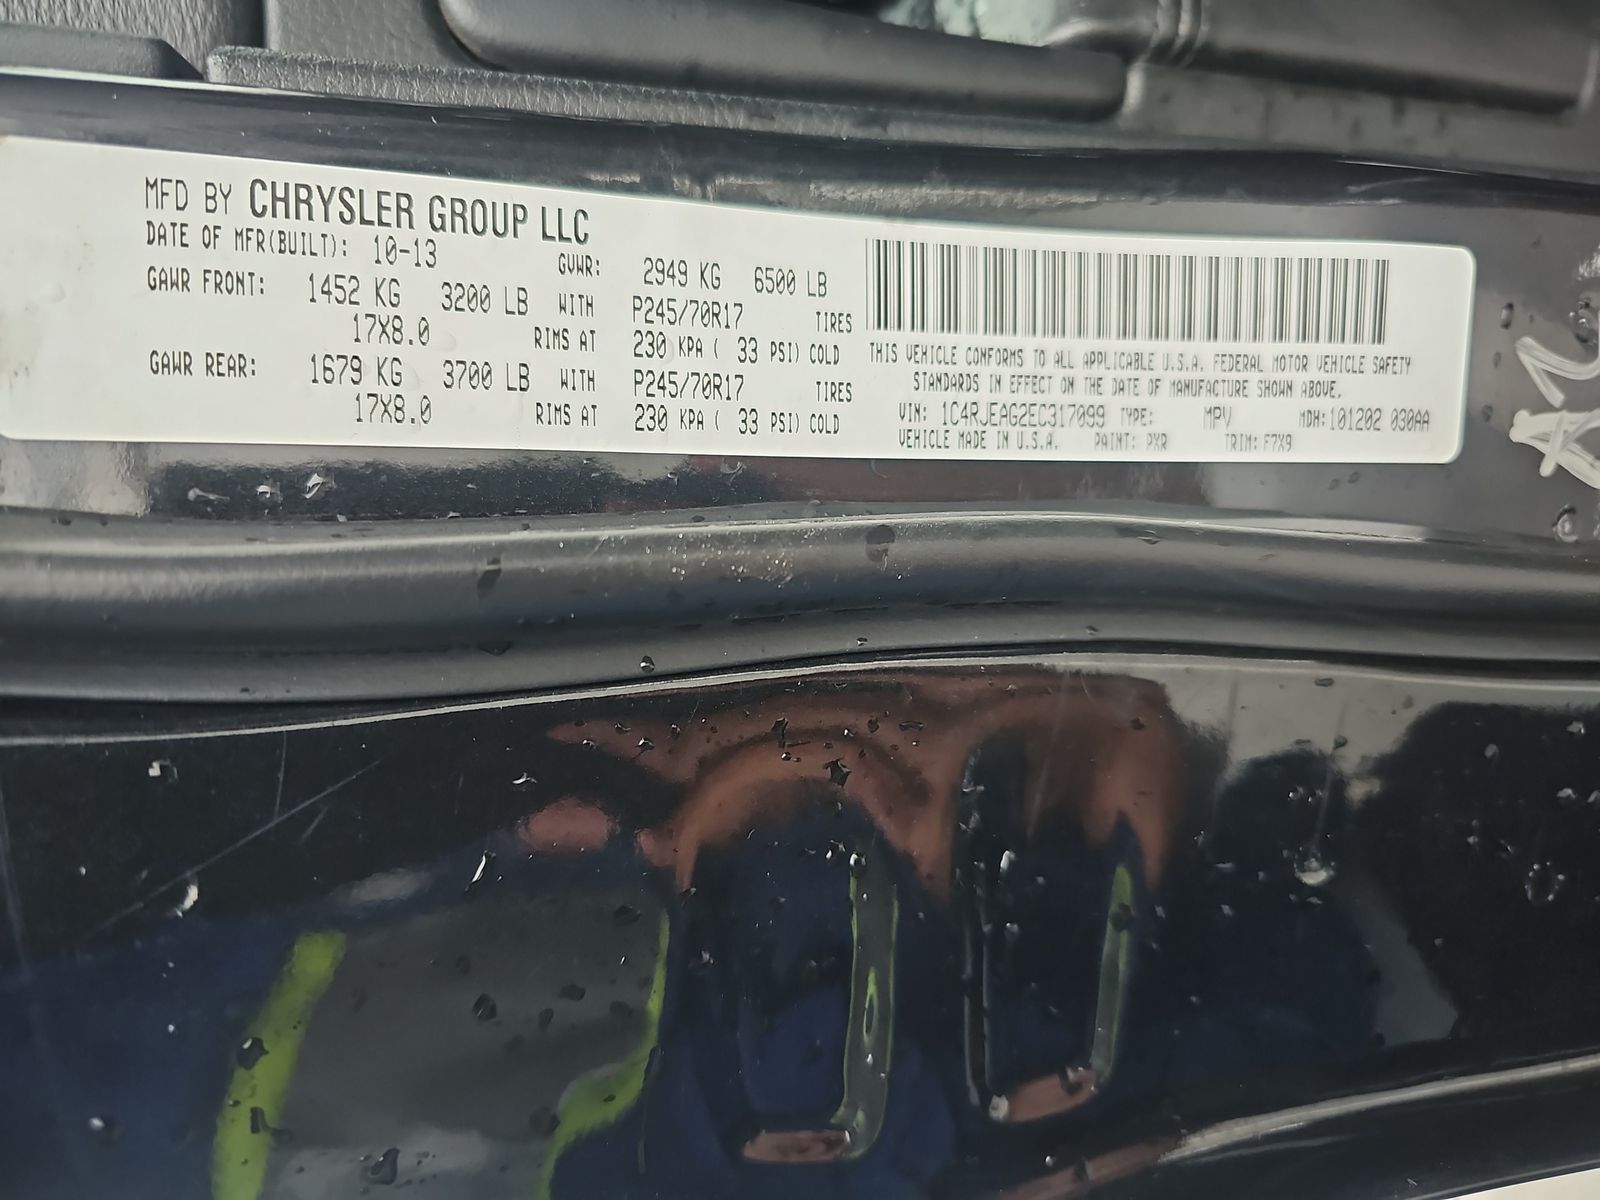 MFD BY CHRYSLER GROUP LLC
DATE OF MFR(BUILT): 10-13 GVWR: 2949 KG 6500 LB
GAWR FRONT: 1452 KG 3200 LB WITH P245/70R17 TIRES
17X8.0 RIMS AT 230 KPA ( 33 PSI) COLD
GAWR REAR: 1679 KG 3700 LB WITH P245/70R17 TIRES
17X8.0 RIMS AT 230 KPA ( 33 PSI) COLD
THIS VEHICLE CONFORMS TO ALL APPLICABLE U.S.A. FEDERAL MOTOR VEHICLE SAFETY
STANDARDS IN EFFECT ON THE DATE OF MANUFACTURE SHOWN ABOVE.
VIN: 1C4RJEAG2EC317099 TYPE: MPV MDH: 101202 030AA
VEHICLE MADE IN U.S.A. PAINT: PXR TRIM: F7X9